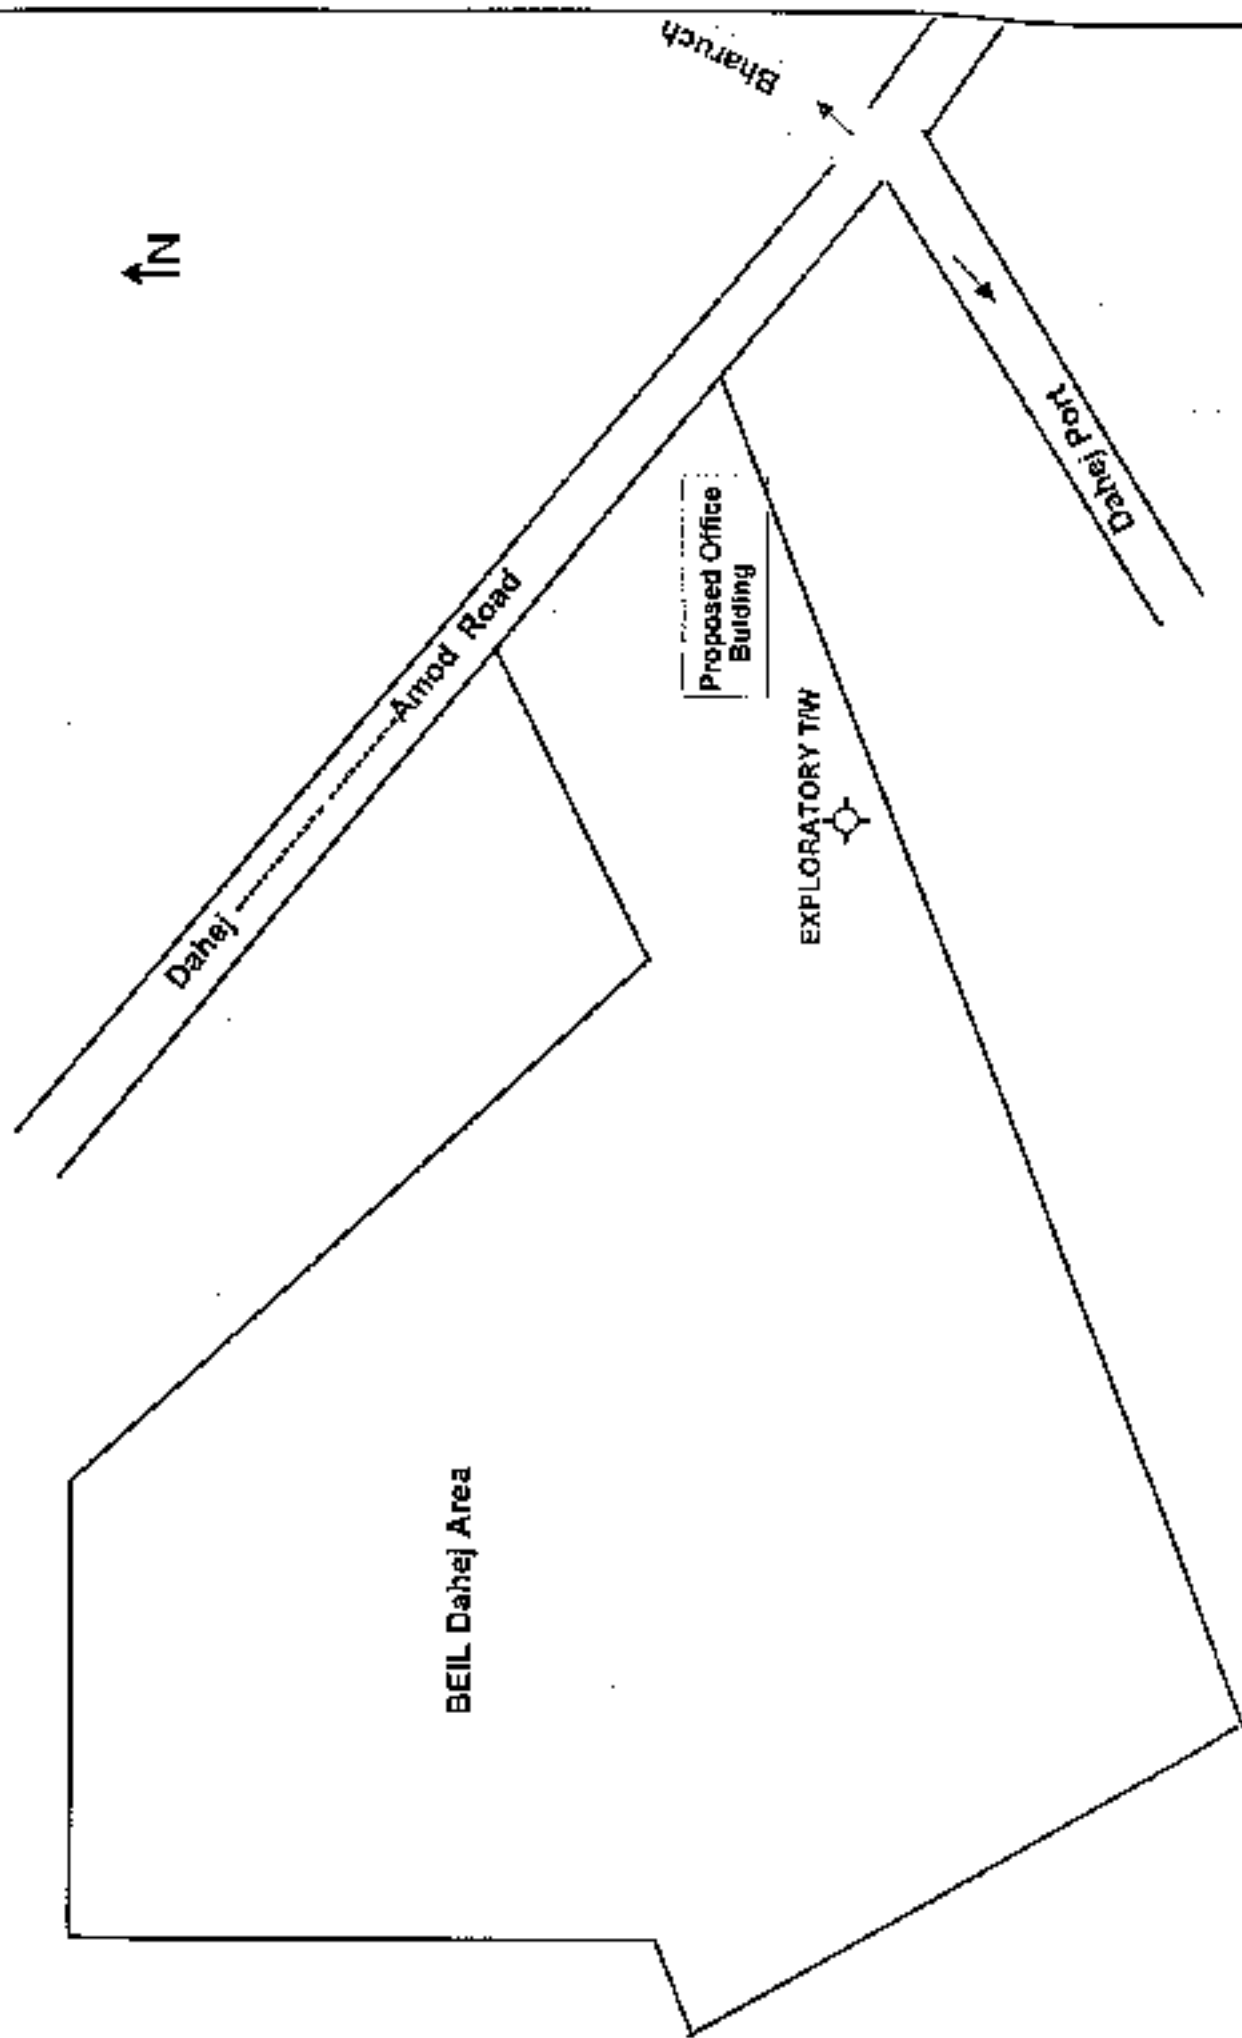 Bharuch
N
Dahej Port
Dahej ---------- Amod Road
Proposed Office
Bulding
EXPLORATORY T/W
BEIL Dahej Area